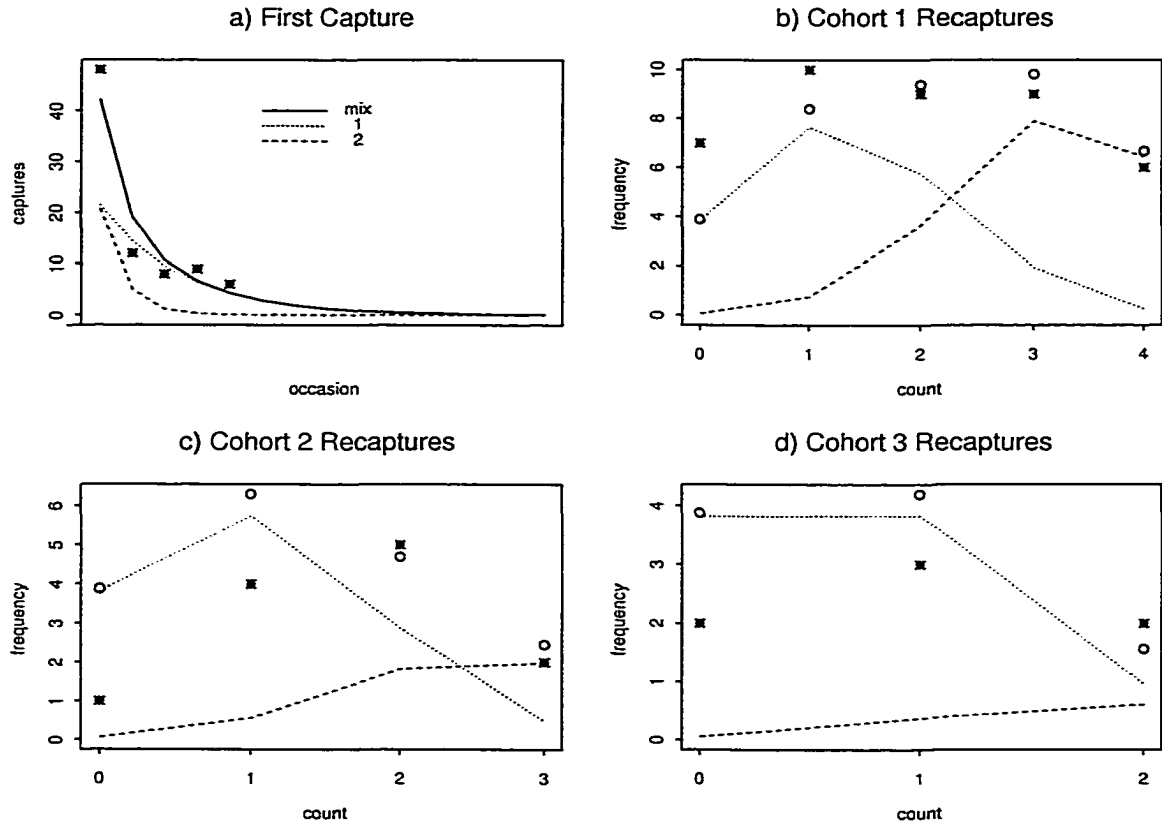 a) First Capture
captures
0 10 20 30 40
mix
1
2
occasion
b) Cohort 1 Recaptures
frequency
0 2 4 6 8 10
0 1 2 3 4
count
c) Cohort 2 Recaptures
frequency
0 1 2 3 4 5 6
0 1 2 3
count
d) Cohort 3 Recaptures
frequency
0 1 2 3 4
0 1 2
count